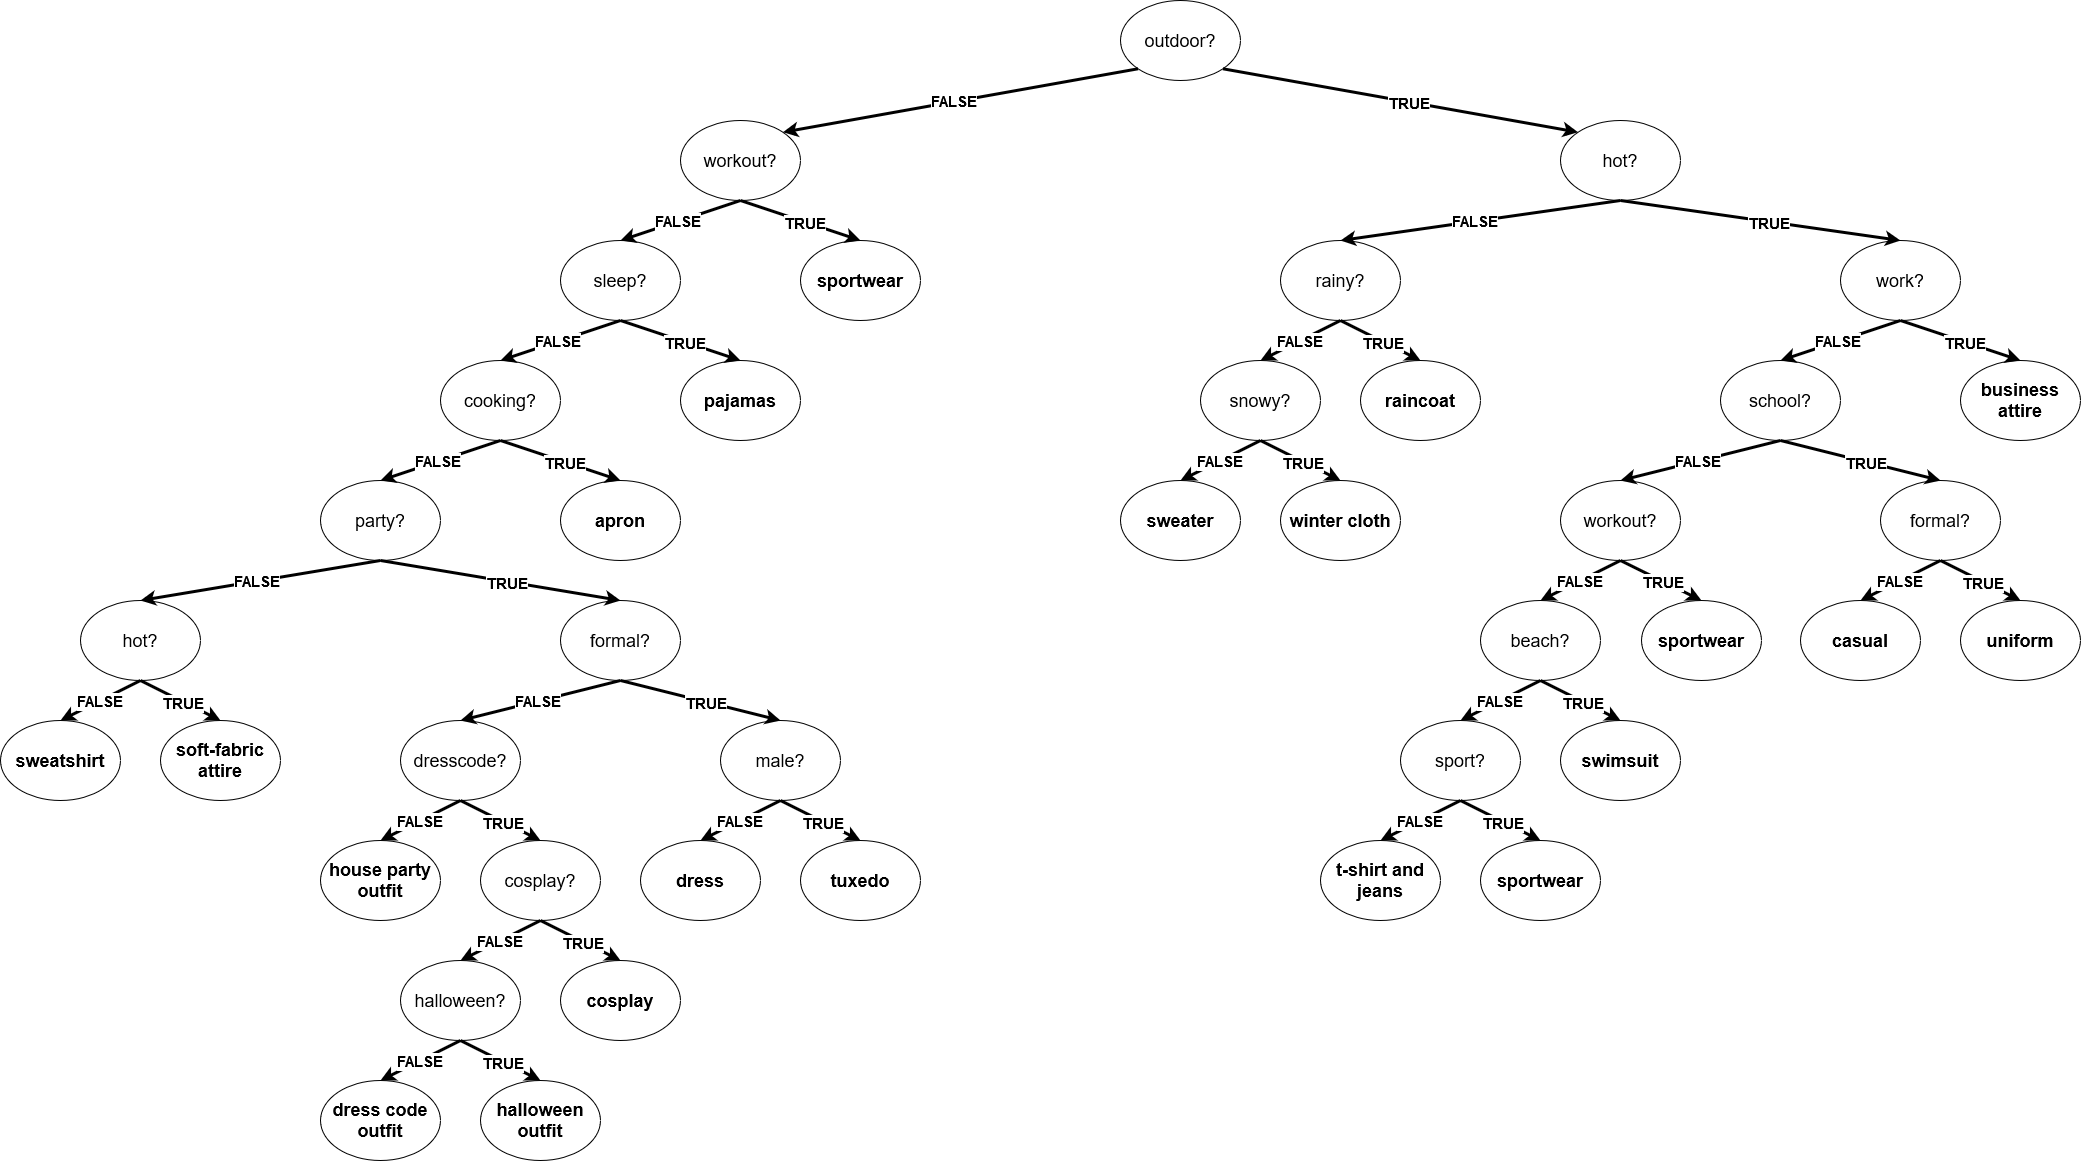 outdoor?
FALSE
TRUE
workout?
hot?
FALSE
TRUE
FALSE
TRUE
sleep?
sportwear
rainy?
work?
FALSE
TRUE
FALSE
TRUE
FALSE
TRUE
cooking?
pajamas
snowy?
raincoat
school?
business
attire
FALSE
TRUE
FALSE
TRUE
FALSE
TRUE
party?
apron
sweater
winter cloth
workout?
formal?
FALSE
TRUE
FALSE
TRUE
FALSE
TRUE
hot?
formal?
beach?
sportwear
casual
uniform
FALSE
TRUE
FALSE
TRUE
FALSE
TRUE
sweatshirt
soft-fabric
attire
dresscode?
male?
sport?
swimsuit
FALSE
TRUE
FALSE
TRUE
FALSE
TRUE
house party
outfit
cosplay?
dress
tuxedo
t-shirt and
jeans
sportwear
FALSE
TRUE
halloween?
cosplay
FALSE
TRUE
dress code
outfit
halloween
outfit